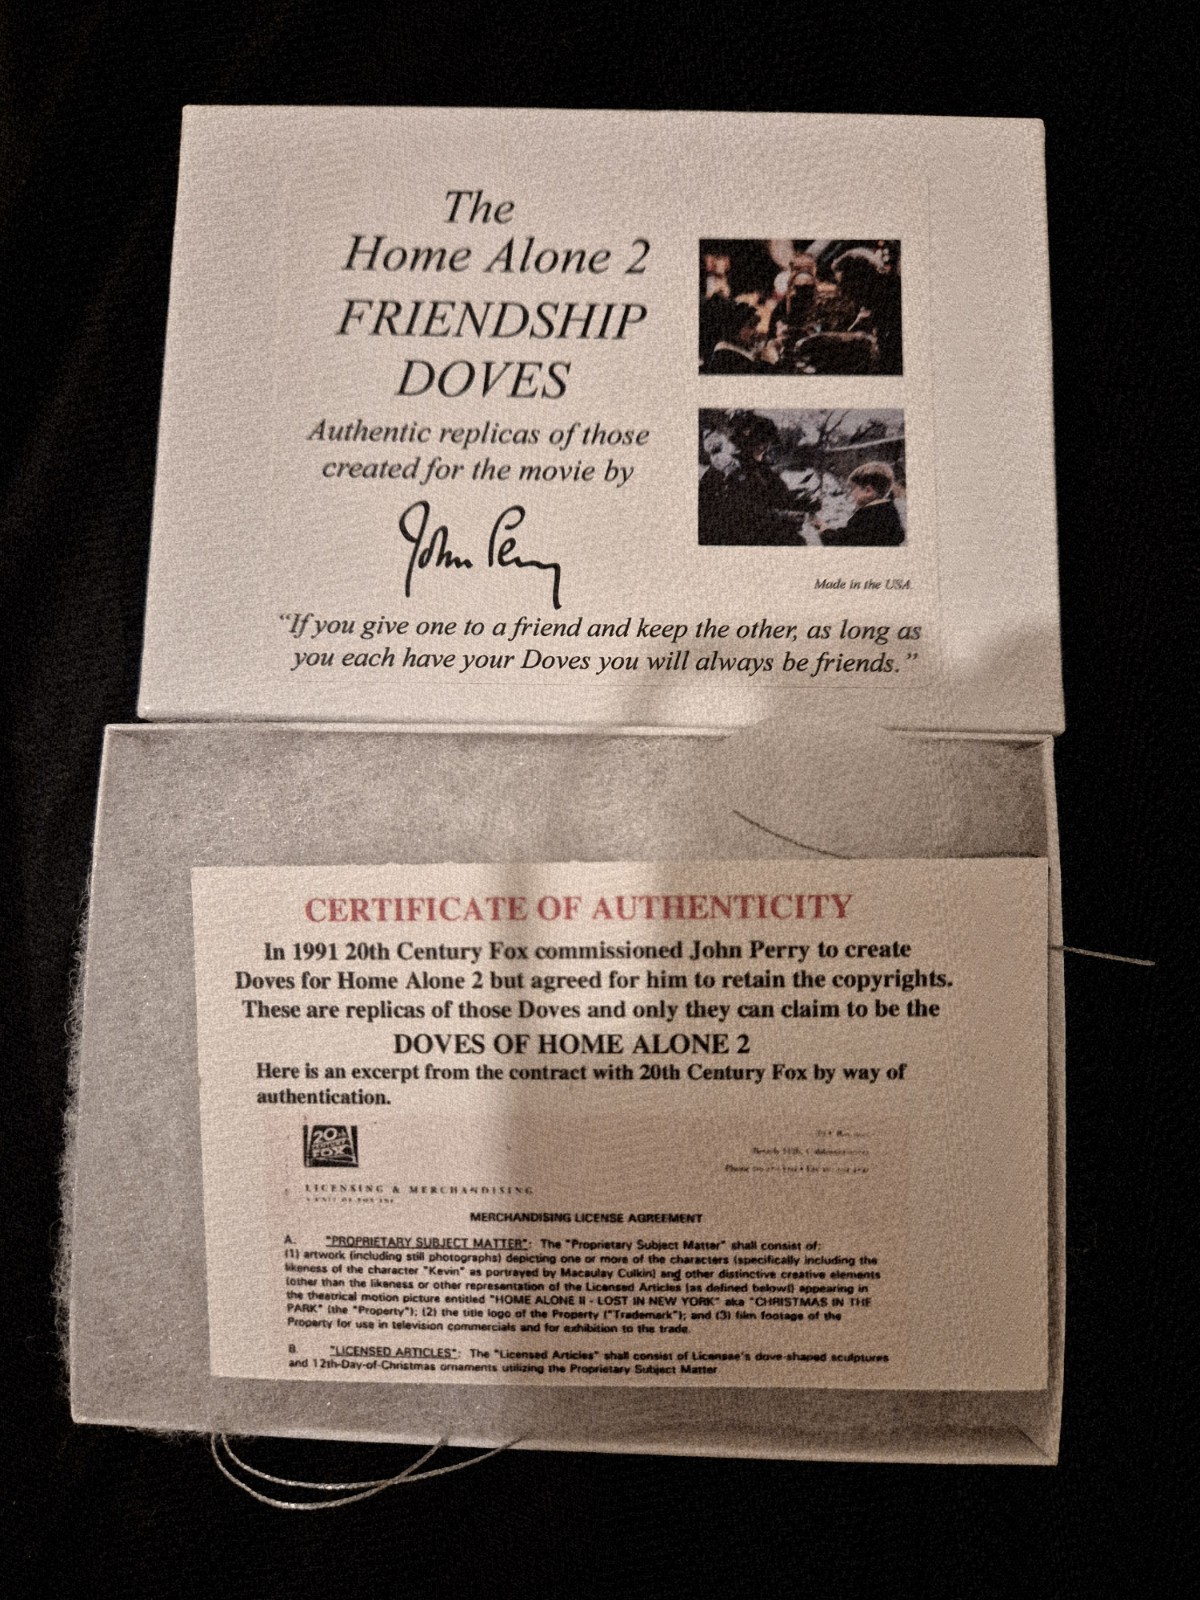 The
Home Alone 2
FRIENDSHIP
DOVES
Authentic replicas of those
created for the movie by
John Perry
Made in the USA
"If you give one to a friend and keep the other, as long as
you each have your Doves you will always be friends."
CERTIFICATE OF AUTHENTICITY
In 1991 20th Century Fox commissioned John Perry to create
Doves for Home Alone 2 but agreed for him to retain the copyrights.
These are replicas of those Doves and only they can claim to be the
DOVES OF HOME ALONE 2
Here is an excerpt from the contract with 20th Century Fox by way of
authentication.
20th
CENTURY
FOX
LICENSING & MERCHANDISING
MERCHANDISING LICENSE AGREEMENT
A. "PROPRIETARY SUBJECT MATTER": The "Proprietary Subject Matter" shall consist of:
(1) artwork (including still photographs) depicting one or more of the characters (specifically including the
likeness of the character "Kevin" as portrayed by Macaulay Culkin) and other distinctive creative elements
(other than the likeness or other representation of the Licensed Articles (as defined below)) appearing in
the theatrical motion picture entitled "HOME ALONE II - LOST IN NEW YORK" aka "CHRISTMAS IN THE
PARK" (the "Property"); (2) the title logo of the Property ("Trademark"); and (3) film footage of the
Property for use in television commercials and for exhibition to the trade.
B. "LICENSED ARTICLES": The "Licensed Articles" shall consist of Licensee's dove-shaped sculptures
and 12th-Day-of-Christmas ornaments utilizing the Proprietary Subject Matter